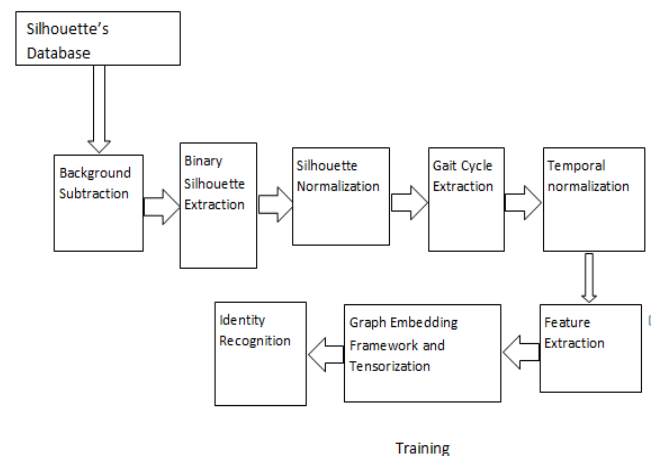 Silhouette's
Database
Background
Subtraction
Binary
Silhouette
Extraction
Silhouette
Normalization
Gait Cycle
Extraction
Temporal
normalization
Identity
Recognition
Graph Embedding
Framework and
Tensorization
Feature
Extraction
Training